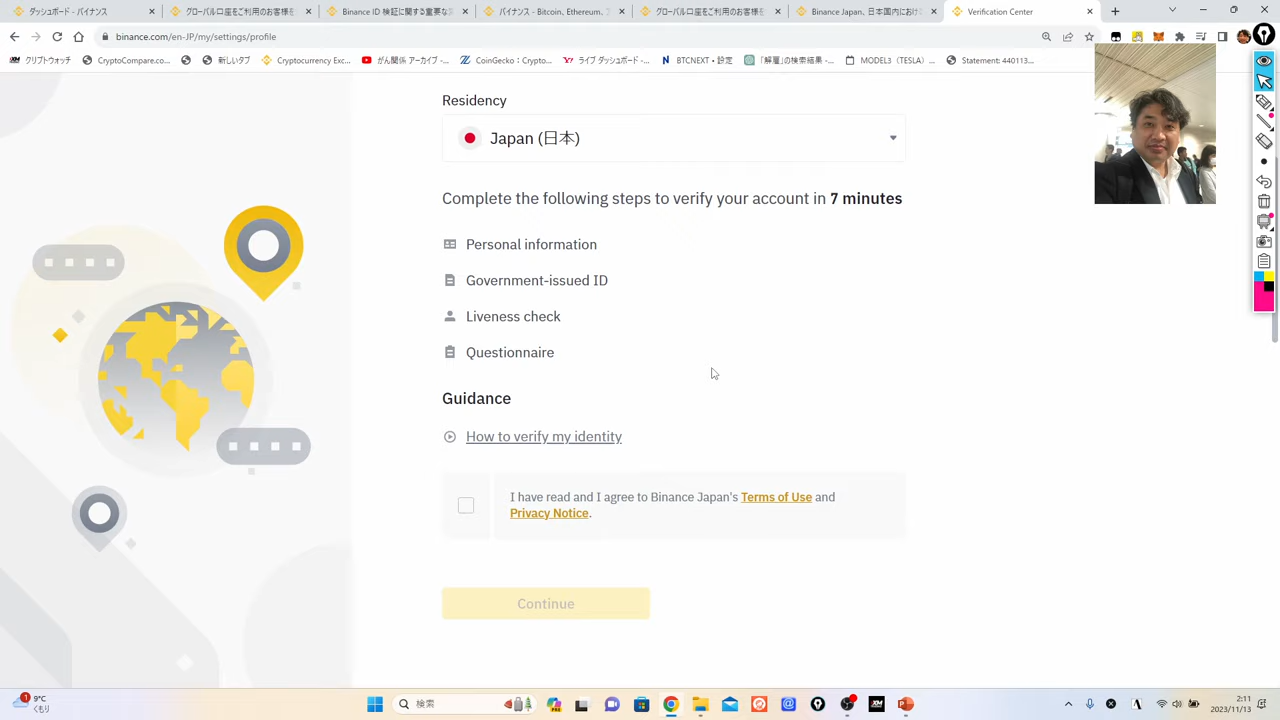 ダッシュボード - バイナンス
グローバル口座をご利用のお客様を
Binance ID 検証に関する重要な
バイナンス - Bitcoin, Ethereum、
グローバル口座をご利用のお客様を
Binance Japan, 日本国内におけ
Verification Center
binance.com/en-JP/my/settings/profile
クリプトマッチ
CryptoCompare.co...
新しいタブ
Cryptocurrency Exc...
がん関係 アーカイブ -...
CoinGecko：Crypto...
ライブ ダッシュボード -...
BTCNEXT • 設定
「解雇」の検索結果 -...
MODEL3（TESLA）...
Statement: 440113...
Residency
Japan (日本)
Complete the following steps to verify your account in 7 minutes
Personal information
Government-issued ID
Liveness check
Questionnaire
Guidance
How to verify my identity
I have read and I agree to Binance Japan's Terms of Use and
Privacy Notice.
Continue
1
9°C
くもり
検索
XM
A
2:11
2023/11/13